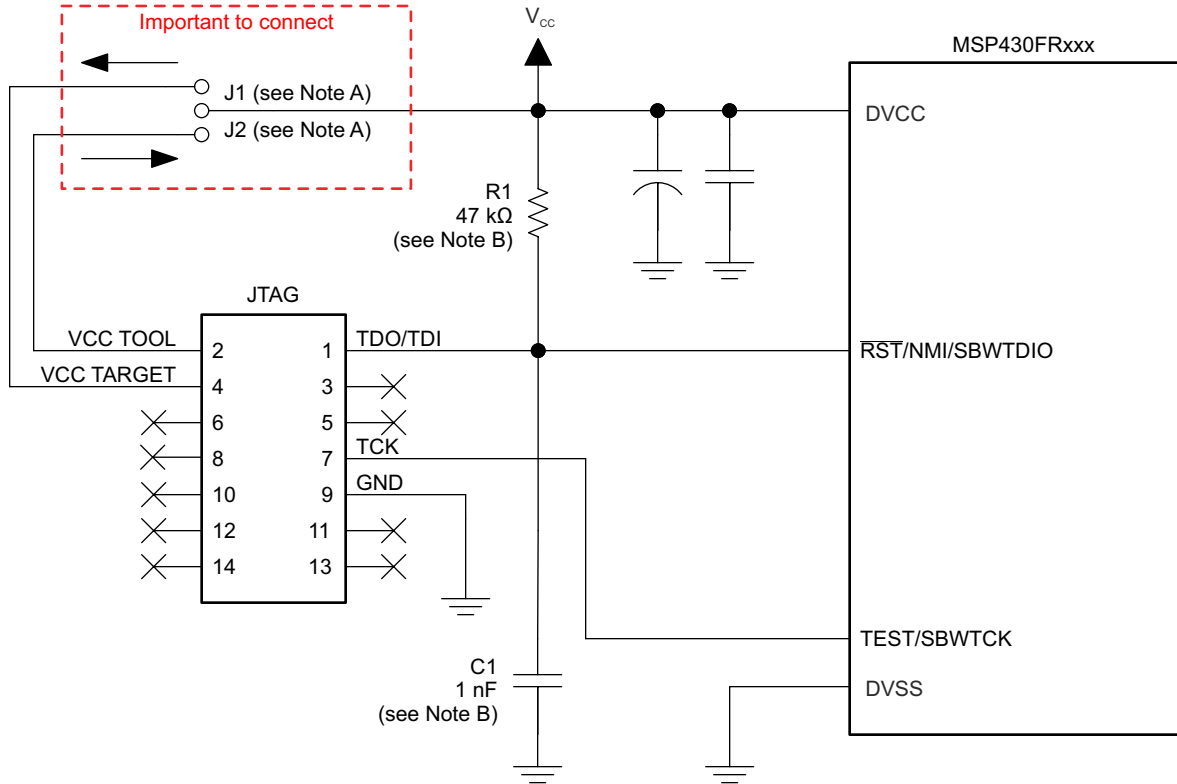 Important to connect
VCC
MSP430FRxxx
J1 (see Note A)
J2 (see Note A)
DVCC
R1
47 kΩ
(see Note B)
JTAG
VCC TOOL
2
1
TDO/TDI
RST/NMI/SBWTDIO
VCC TARGET
4
3
6
5
8
7
TCK
10
9
GND
12
11
14
13
TEST/SBWTCK
C1
1 nF
(see Note B)
DVSS